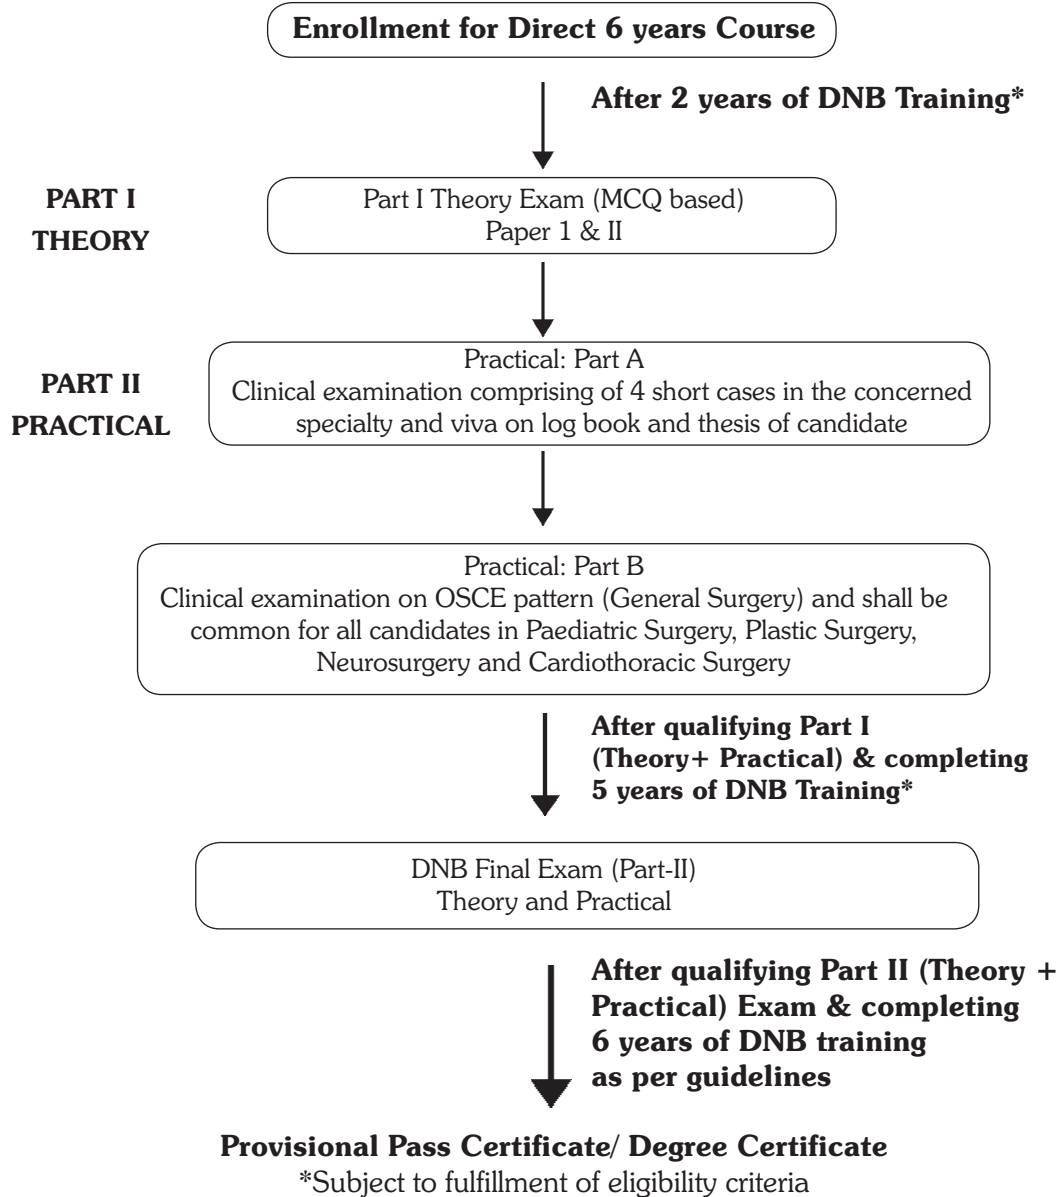 Enrollment for Direct 6 years Course
After 2 years of DNB Training*
PART I
THEORY
Part I Theory Exam (MCQ based)
Paper 1 & II
PART II
PRACTICAL
Practical: Part A
Clinical examination comprising of 4 short cases in the concerned
specialty and viva on log book and thesis of candidate
Practical: Part B
Clinical examination on OSCE pattern (General Surgery) and shall be
common for all candidates in Paediatric Surgery, Plastic Surgery,
Neurosurgery and Cardiothoracic Surgery
After qualifying Part I
(Theory+ Practical) & completing
5 years of DNB Training*
DNB Final Exam (Part-II)
Theory and Practical
After qualifying Part II (Theory +
Practical) Exam & completing
6 years of DNB training
as per guidelines
Provisional Pass Certificate/ Degree Certificate
*Subject to fulfillment of eligibility criteria